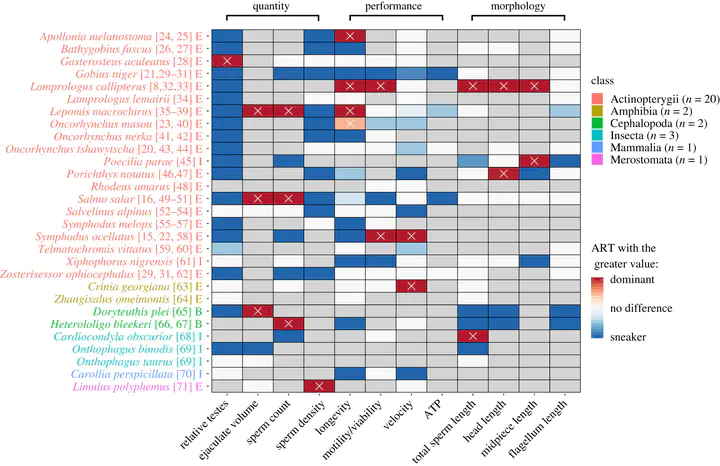 quantity performance morphology
Apollonia melanostoma [24, 25] E
Bathygobius fuscus [26, 27] E
Gasterosteus aculeatus [28] E
Gobius niger [21,29–31] E
Lamprologus callipterus [8,32,33] E
Lamprologus lemairii [34] E
Lepomis macrochirus [35–39] E
Oncorhynchus mason [23, 40] E
Oncorhynchus nerka [41, 42] E
Oncorhynchus tshawytscha [20, 43, 44] E
Poecilia parae [45] I
Porichthys notatus [46,47] E
Rhodeus amarus [48] E
Salmo salar [16, 49–51] E
Salvelinus alpinus [52–54] E
Symphodus melops [55–57] E
Symphodus ocellatus [15, 22, 58] E
Telmatochromis vittatus [59, 60] E
Xiphophorus nigrensis [61] I
Zosterisessor ophiocephalus [29, 31, 62] E
Crinia georgiana [63] E
Zhangixalus omeimontis [64] E
Doryteuthis plei [65] B
Heterololigo bleekeri [66, 67] B
Cardiocondyla obscurior [68] I
Onthophagus binodis [69] I
Onthophagus taurus [69] I
Carollia perspicillata [70] I
Limulus polyphemus [71] E
relative testes
ejaculate volume
sperm count
sperm density
longevity
motility/viability
velocity
ATP
total sperm length
head length
midpiece length
flagellum length
class
Actinopterygii (n = 20)
Amphibia (n = 2)
Cephalopoda (n = 2)
Insecta (n = 3)
Mammalia (n = 1)
Merostomata (n = 1)
ART with the
greater value:
dominant
no difference
sneaker